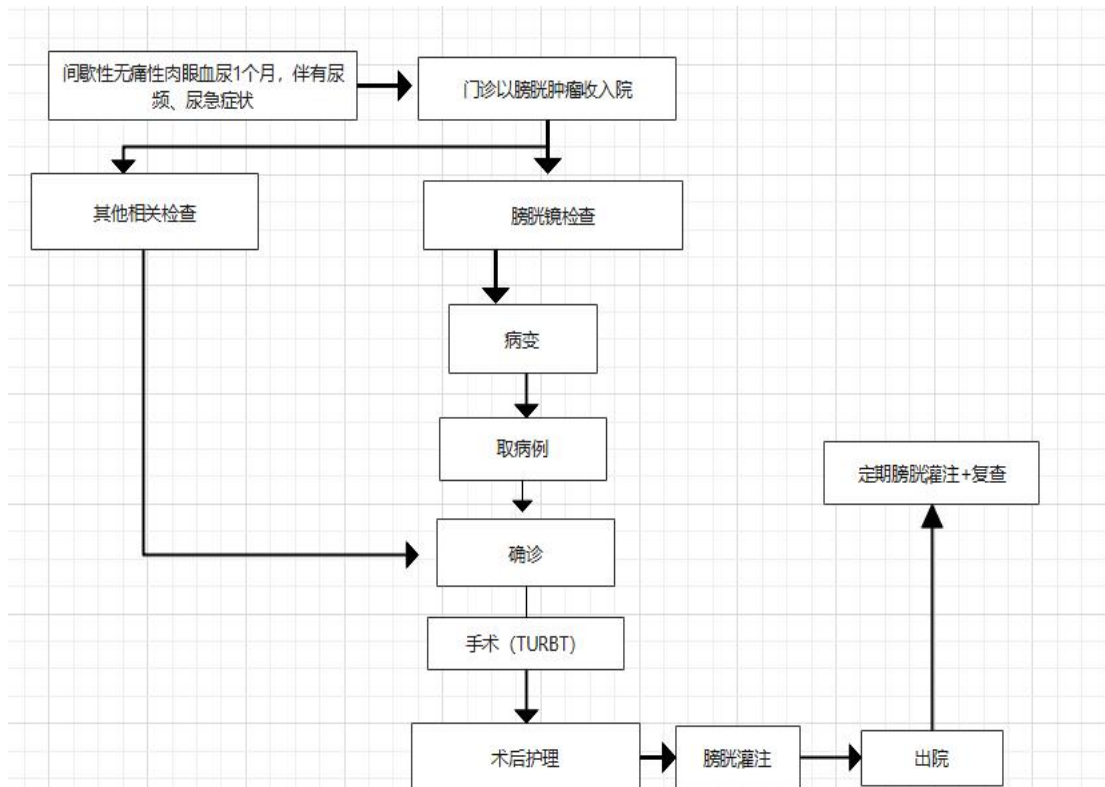 间歇性无痛性肉眼血尿1个月，伴有尿
频、尿急症状
门诊以膀胱肿瘤收入院
其他相关检查
膀胱镜检查
病变
取病例
定期膀胱灌注+复查
确诊
手术（TURBT）
术后护理
膀胱灌注
出院